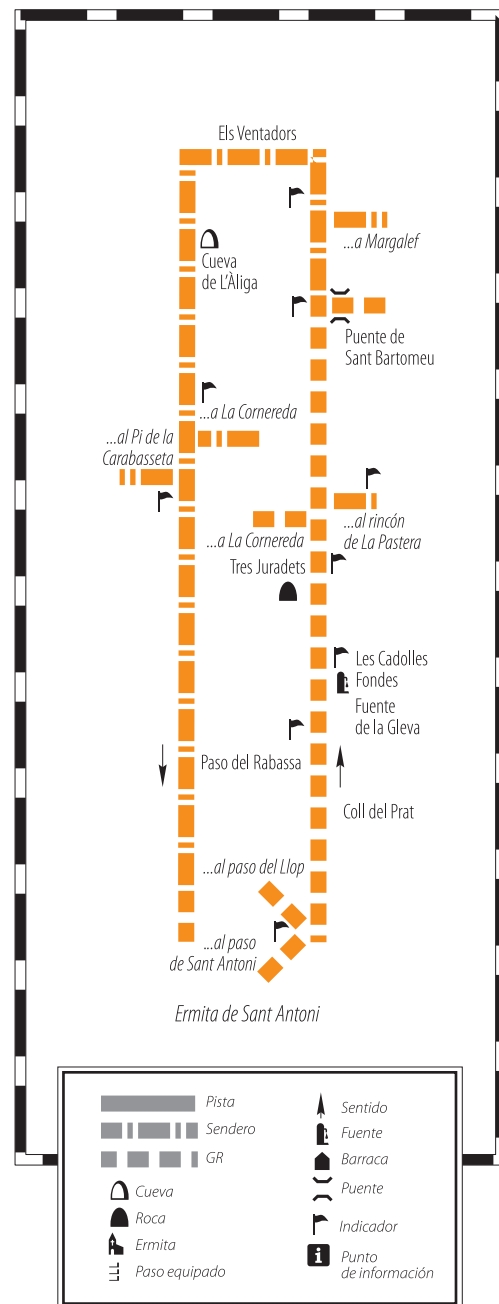 Els Ventadors
...a Margalef
Cueva
de L'Àliga
Puente de
Sant Bartomeu
...a La Cornereda
...al Pi de la
Carabasseta
...al rincón
de La Pastera
...a La Cornereda
Tres Juradets
Les Cadolles
Fondes
Fuente
de la Gleva
Paso del Rabassa
Coll del Prat
...al paso del Llop
...al paso
de Sant Antoni
Ermita de Sant Antoni
Pista
Sendero
GR
Cueva
Roca
Ermita
Paso equipado
Sentido
Fuente
Barraca
Puente
Indicador
i Punto
de información